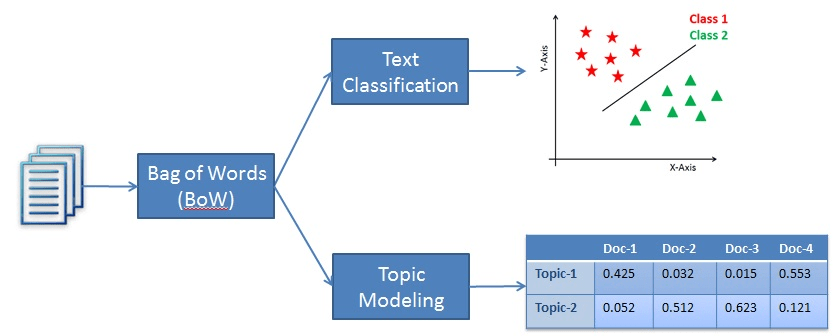 Text
Classification
Class 1
Class 2
Y-Axis
X-Axis
Bag of Words
(BoW)
Topic
Modeling
Doc-1 Doc-2 Doc-3 Doc-4
Topic-1 0.425 0.032 0.015 0.553
Topic-2 0.052 0.512 0.623 0.121